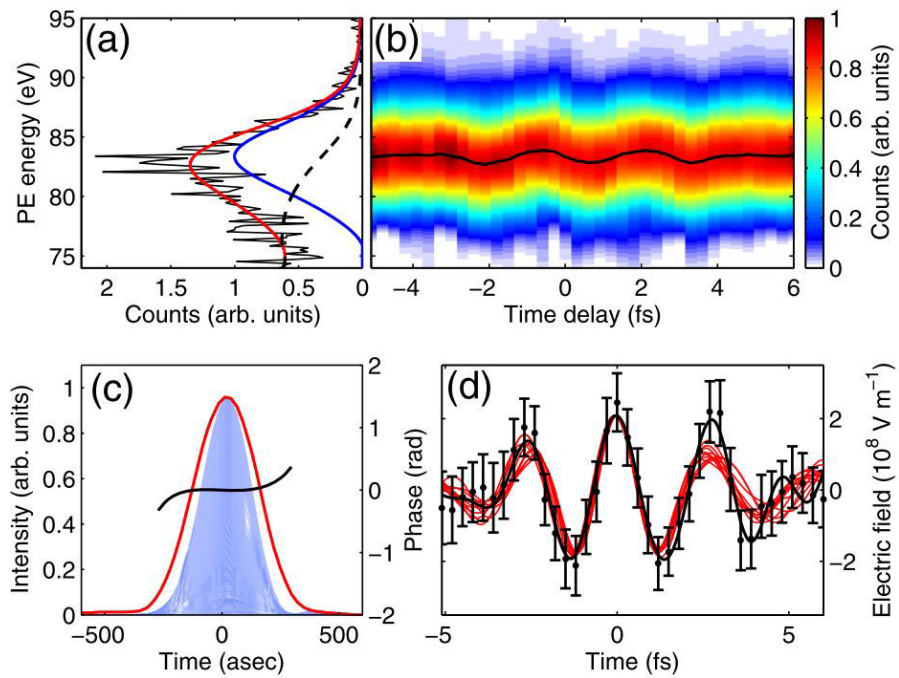 (a)
PE energy (eV)
95
90
85
80
75
2 1.5 1 0.5 0
Counts (arb. units)
(b)
−4 −2 0 2 4 6
Time delay (fs)
1
0.8
0.6
0.4
0.2
0
Counts (arb. units)
(c)
Intensity (arb. units)
1
0.8
0.6
0.4
0.2
0
−500 0 500
Time (asec)
2
1
0
−1
−2
Phase (rad)
(d)
−5 0 5
Time (fs)
2
0
−2
Electric field (10⁸ V m⁻¹)